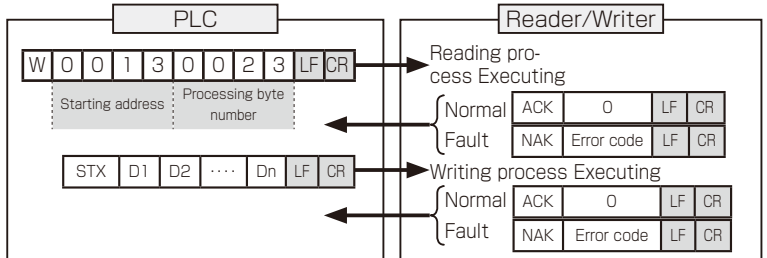 PLC
Reader/Writer
W 0 0 1 3 0 0 2 3 LF CR
Reading pro-
cess Executing
Starting address
Processing byte
number
Normal ACK 0 LF CR
Fault NAK Error code LF CR
STX D1 D2 ···· Dn LF CR
Writing process Executing
Normal ACK 0 LF CR
Fault NAK Error code LF CR